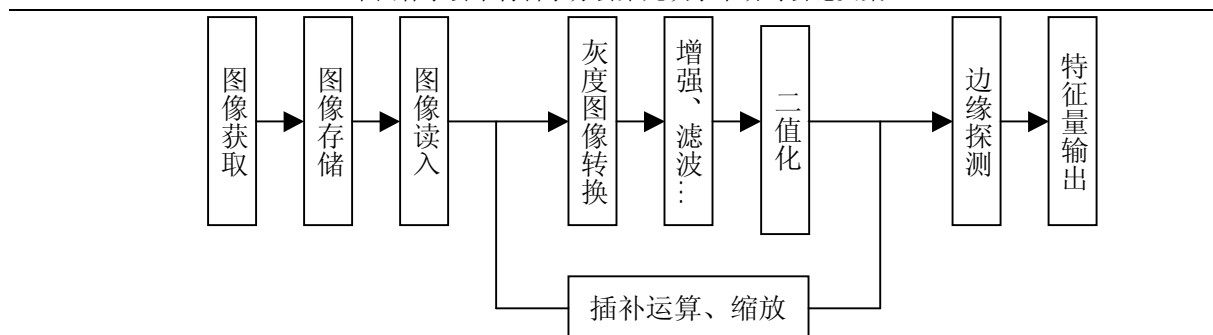 图像获取
图像存储
图像读入
灰度图像转换
增强、滤波…
二值化
边缘探测
特征量输出
插补运算、缩放